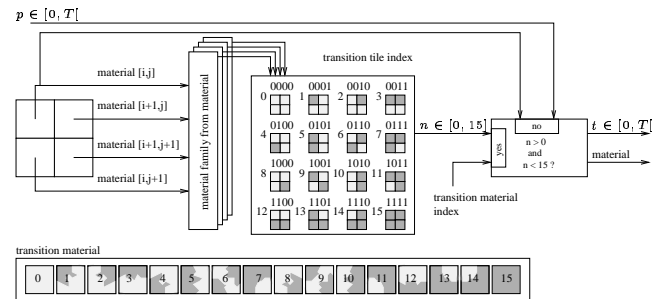 p ∈ [0, T[
transition tile index
material [i,j]
material [i+1,j]
material [i+1,j+1]
material [i,j+1]
material family from material
0000 0001 0010 0011
0 1 2 3
0100 0101 0110 0111
4 5 6 7
1000 1001 1010 1011
8 9 10 11
1100 1101 1110 1111
12 13 14 15
n ∈ [0, 15]
no
yes
n > 0
and
n < 15 ?
t ∈ [0, T[
material
transition material
index
transition material
0 1 2 3 4 5 6 7 8 9 10 11 12 13 14 15